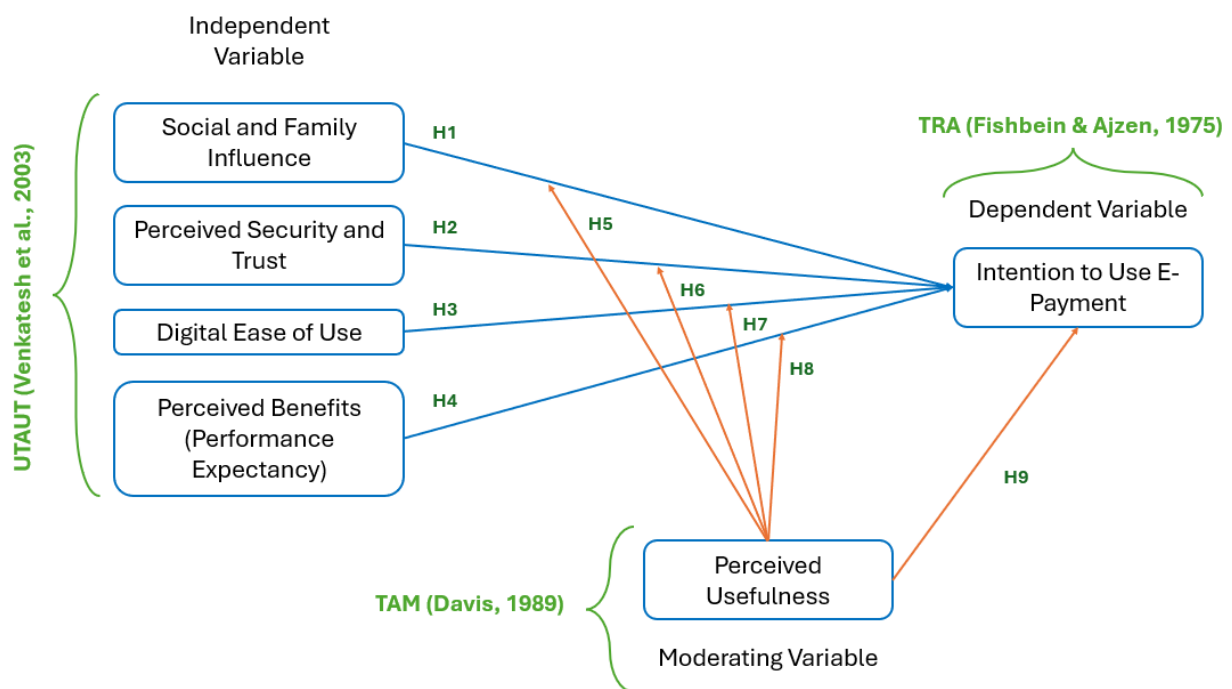 Independent
Variable
UTAUT (Venkatesh et al., 2003)
Social and Family
Influence
Perceived Security and
Trust
Digital Ease of Use
Perceived Benefits
(Performance
Expectancy)
H1
H2
H3
H4
H5
H6
H7
H8
H9
TRA (Fishbein & Ajzen, 1975)
Dependent Variable
Intention to Use E-
Payment
TAM (Davis, 1989)
Perceived
Usefulness
Moderating Variable